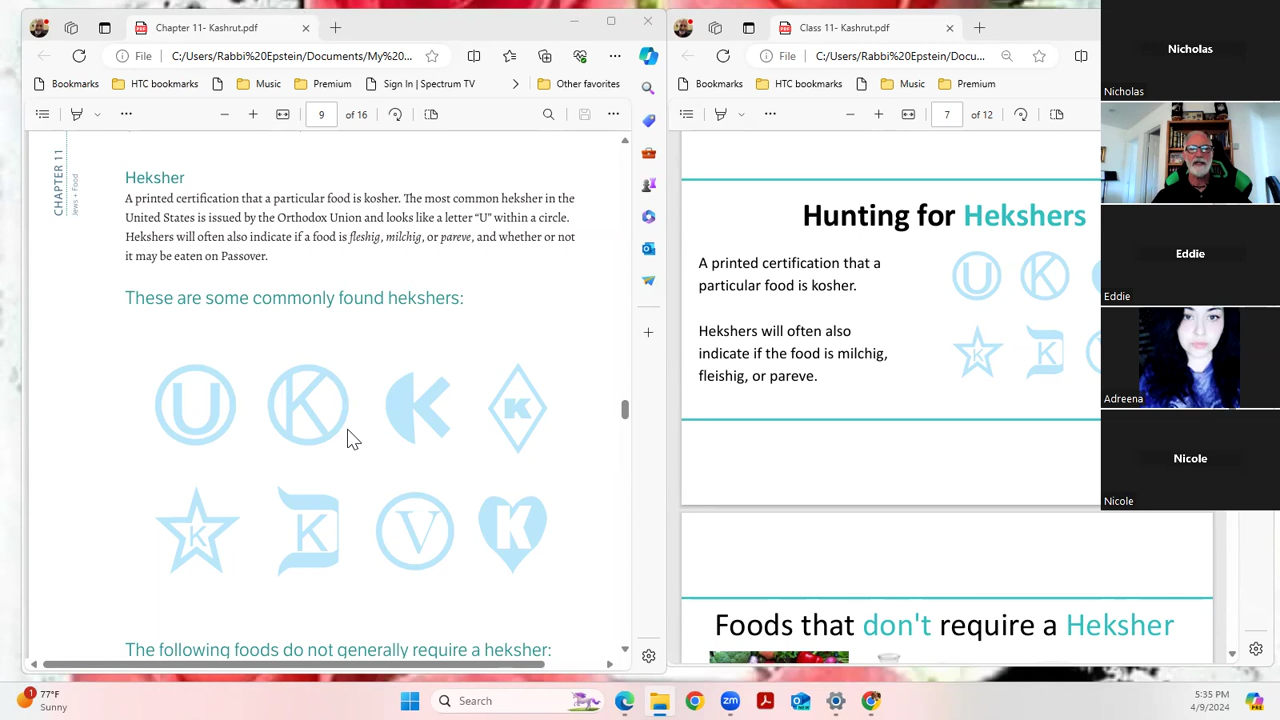 Chapter 11- Kashrut.pdf
File
C:/Users/Rabbi%20Epstein/Documents/My%20...
Bookmarks
HTC bookmarks
Music
Premium
Sign In | Spectrum TV
Other favorites
9 of 16
CHAPTER 11
Jews + Food
Heksher
A printed certification that a particular food is kosher. The most common heksher in the
United States is issued by the Orthodox Union and looks like a letter “U” within a circle.
Hekshers will often also indicate if a food is fleshig, milchig, or pareve, and whether or not
it may be eaten on Passover.
These are some commonly found hekshers:
U K K K
K K V K
The following foods do not generally require a heksher:
Class 11- Kashrut.pdf
File
C:/Users/Rabbi%20Epstein/Docu...
Bookmarks
HTC bookmarks
Music
Premium
7 of 12
Hunting for Hekshers
A printed certification that a
particular food is kosher.
Hekshers will often also
indicate if the food is milchig,
fleishig, or pareve.
U K
K K
Foods that don't require a Heksher
Nicholas
Nicholas
Eddie
Eddie
Adreena
Nicole
Nicole
1
77°F
Sunny
Search
zm
5:35 PM
4/9/2024